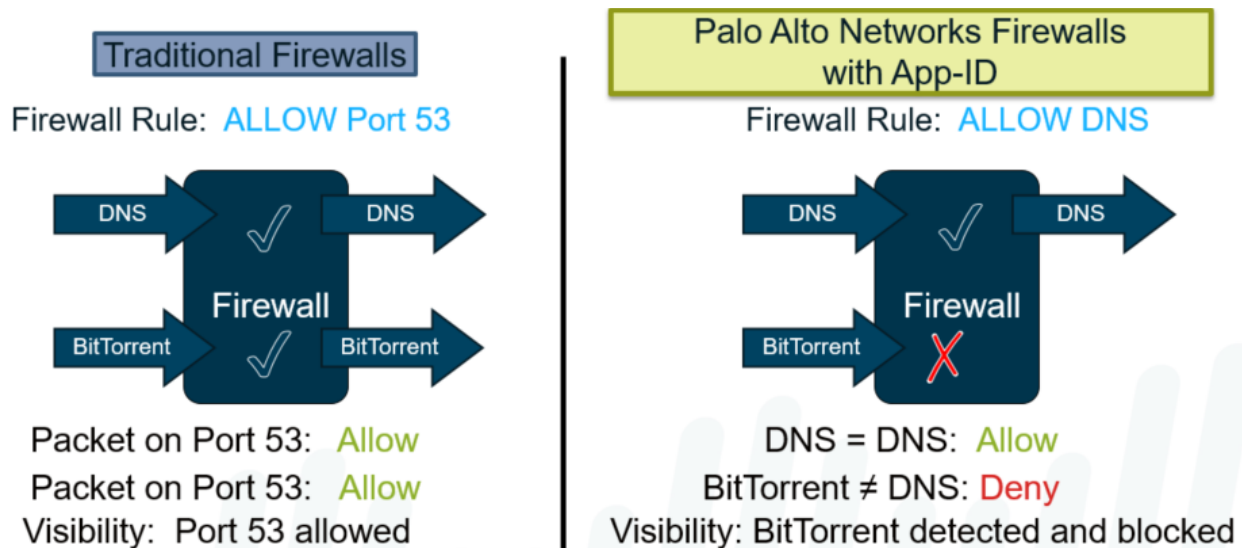 Traditional Firewalls
Firewall Rule: ALLOW Port 53
DNS
DNS
Firewall
BitTorrent
BitTorrent
Packet on Port 53: Allow
Packet on Port 53: Allow
Visibility: Port 53 allowed
Palo Alto Networks Firewalls
with App-ID
Firewall Rule: ALLOW DNS
DNS
DNS
Firewall
BitTorrent
DNS = DNS: Allow
BitTorrent ≠ DNS: Deny
Visibility: BitTorrent detected and blocked